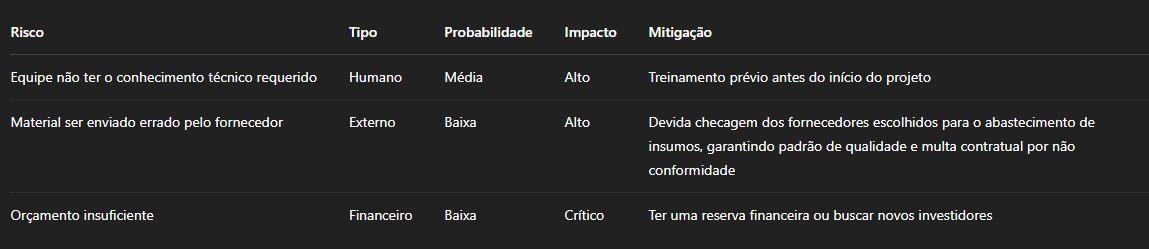 Risco Tipo Probabilidade Impacto Mitigação
Equipe não ter o conhecimento técnico requerido Humano Média Alto Treinamento prévio antes do início do projeto
Material ser enviado errado pelo fornecedor Externo Baixa Alto Devida checagem dos fornecedores escolhidos para o abastecimento de
insumos, garantindo padrão de qualidade e multa contratual por não
conformidade
Orçamento insuficiente Financeiro Baixa Crítico Ter uma reserva financeira ou buscar novos investidores